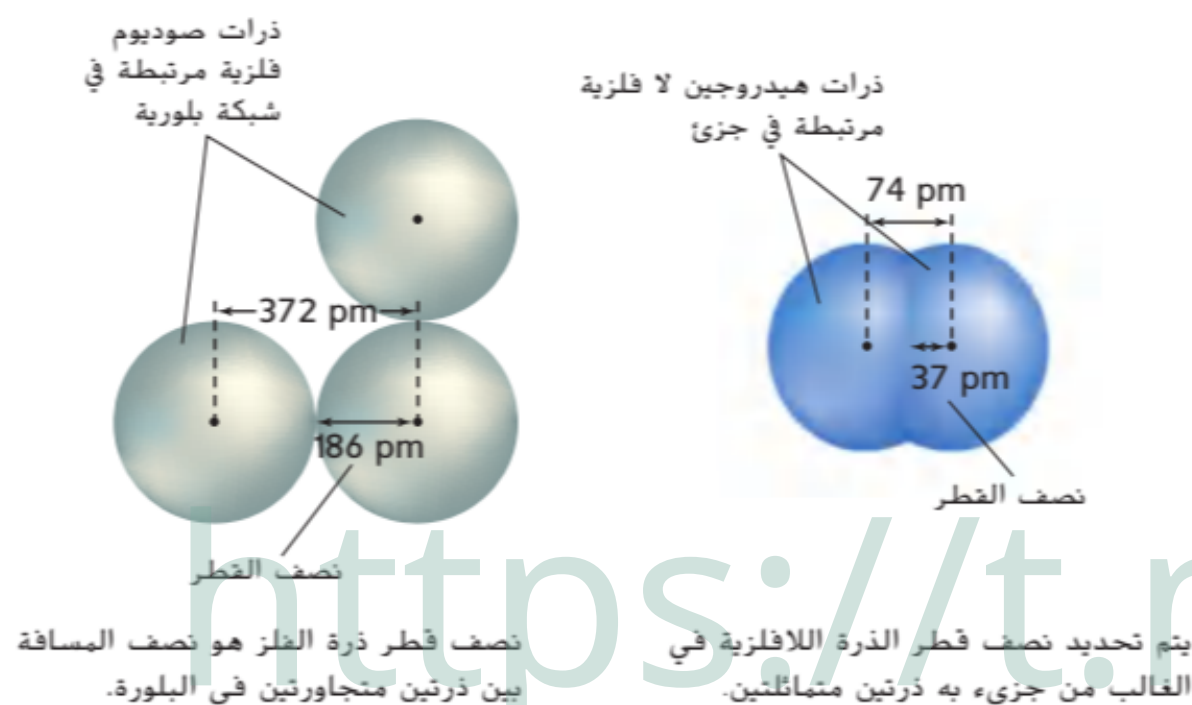 ذرات هيدروجين لا فلزية
مرتبطة في جزئ
74 pm
37 pm
نصف القطر
يتم تحديد نصف قطر الذرة اللافلزية في
الغالب من جزيء به ذرتين متماثلتين.
ذرات صوديوم
فلزية مرتبطة في
شبكة بلورية
372 pm
186 pm
نصف القطر
نصف قطر ذرة الفلز هو نصف المسافة
بين ذرتين متجاورتين في البلورة.
https://t.